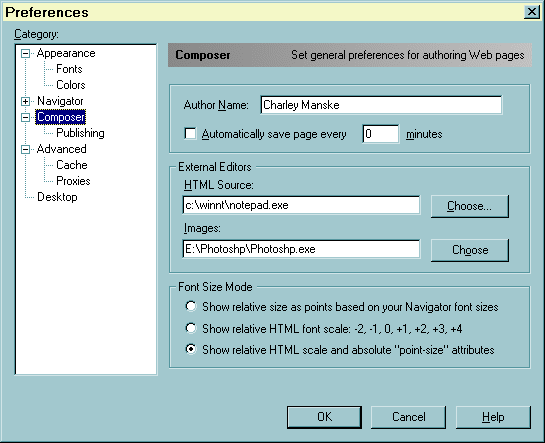 Preferences
Category:
Appearance
Fonts
Colors
Navigator
Composer
Publishing
Advanced
Cache
Proxies
Desktop
Composer Set general preferences for authoring Web pages
Author Name: Charley Manske
Automatically save page every 0 minutes
External Editors
HTML Source:
c:\winnt\notepad.exe Choose...
Images:
E:\Photoshp\Photoshp.exe Choose
Font Size Mode
Show relative size as points based on your Navigator font sizes
Show relative HTML font scale: -2, -1, 0, +1, +2, +3, +4
Show relative HTML scale and absolute "point-size" attributes
OK Cancel Help